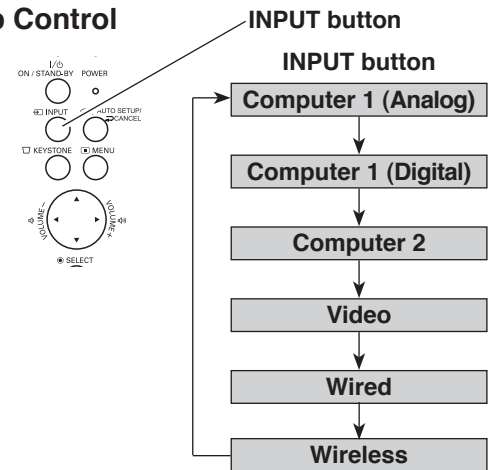 o Control
INPUT button
INPUT button
I/⏻
ON / STAND-BY POWER
INPUT
AUTO SETUP/
CANCEL
KEYSTONE
MENU
VOLUME−
VOLUME+
SELECT
Computer 1 (Analog)
Computer 1 (Digital)
Computer 2
Video
Wired
Wireless